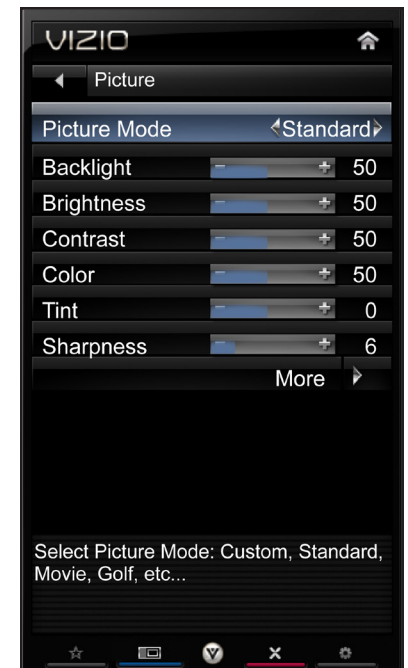 VIZIO
Picture
Picture Mode Standard
Backlight - + 50
Brightness - + 50
Contrast - + 50
Color - + 50
Tint - + 0
Sharpness - + 6
More
Select Picture Mode: Custom, Standard,
Movie, Golf, etc...
V